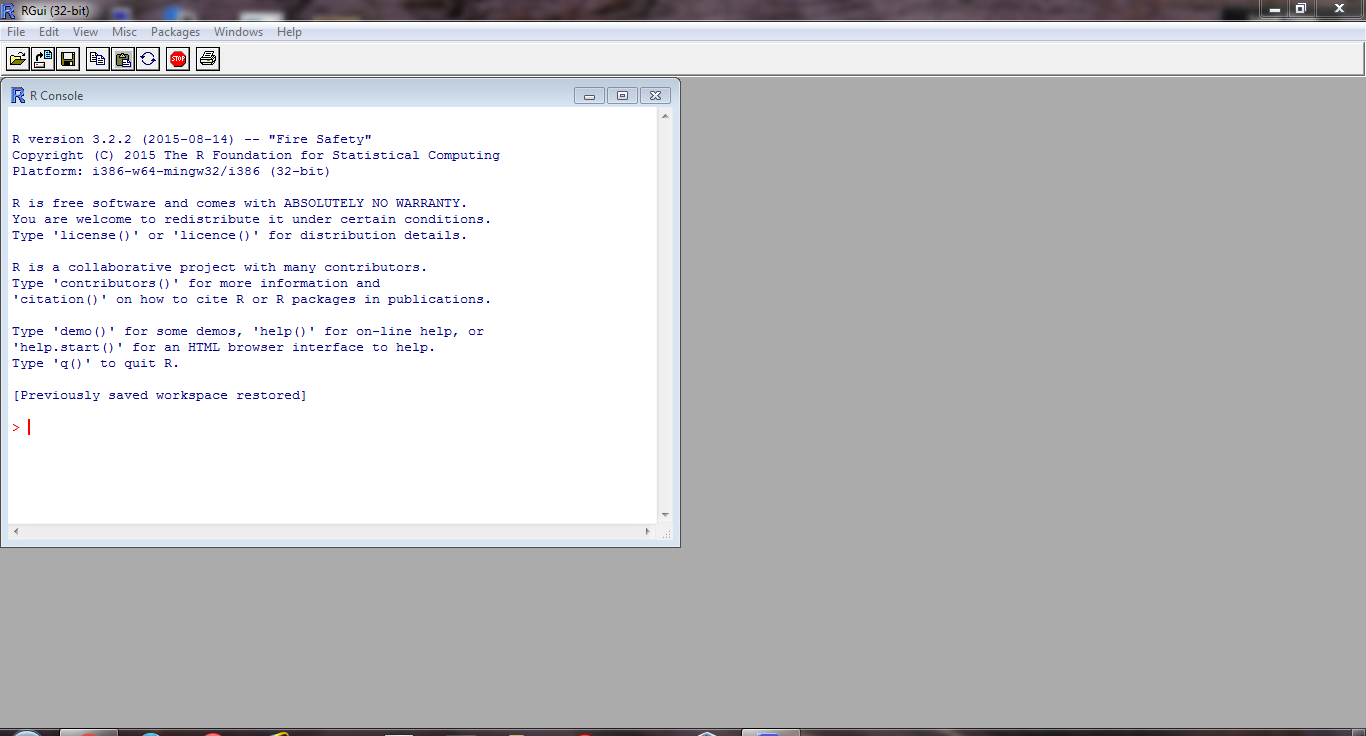 RGui (32-bit)
File Edit View Misc Packages Windows Help
STOP
R Console
R version 3.2.2 (2015-08-14) -- "Fire Safety"
Copyright (C) 2015 The R Foundation for Statistical Computing
Platform: i386-w64-mingw32/i386 (32-bit)
R is free software and comes with ABSOLUTELY NO WARRANTY.
You are welcome to redistribute it under certain conditions.
Type 'license()' or 'licence()' for distribution details.
R is a collaborative project with many contributors.
Type 'contributors()' for more information and
'citation()' on how to cite R or R packages in publications.
Type 'demo()' for some demos, 'help()' for on-line help, or
'help.start()' for an HTML browser interface to help.
Type 'q()' to quit R.
[Previously saved workspace restored]
>